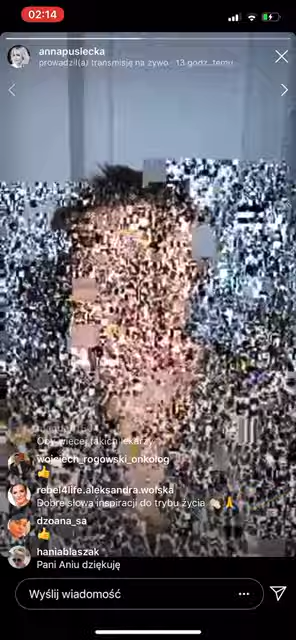 02:14
annapuslecka
prowadził(a) transmisję na żywo · 13 godz. temu
Oby więcej takich lekarzy
wojciech_rogowski_onkolog
👍
rebel4life.aleksandra.wolska
Dobre słowa inspiracji do trybu życia 👏🏻🙏
dzoana_sa
👍
haniablaszak
Pani Aniu dziękuję
Wyślij wiadomość